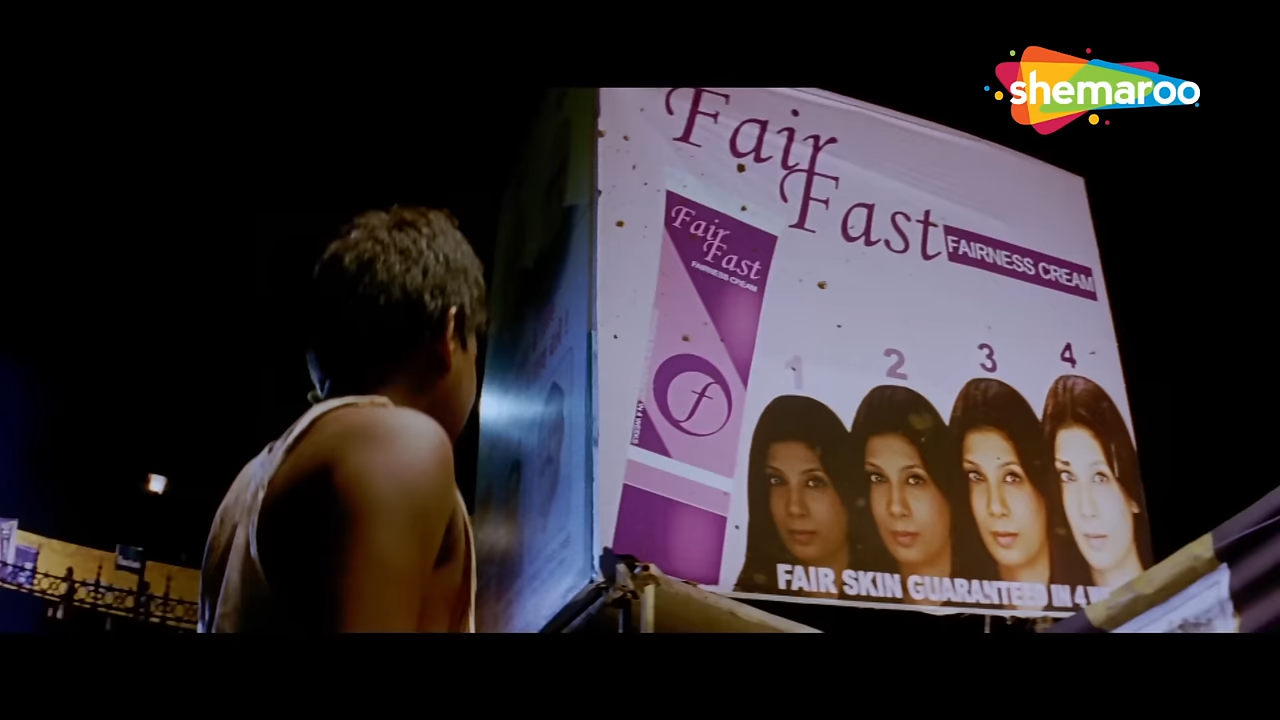 shemaroo
Fair
Fast
FAIRNESS CREAM
Fair
Fast
FAIRNESS CREAM
1 2 3 4
f
FAIR SKIN GUARANTEED IN 4